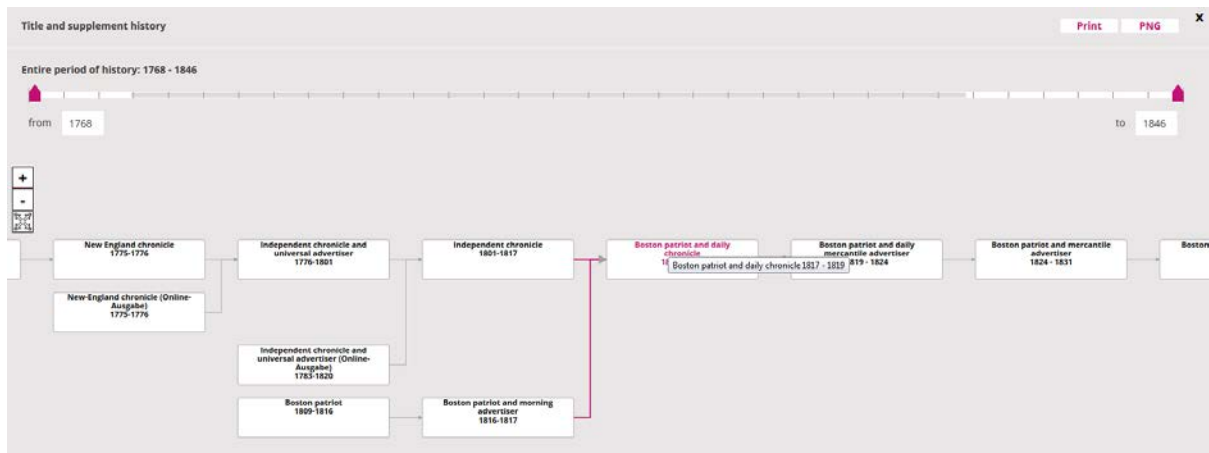 Title and supplement history
Print
PNG
X
Entire period of history: 1768 - 1846
from
1768
to
1846
+
-
New England chronicle
1775-1776
Independent chronicle and
universal advertiser
1776-1801
Independent chronicle
1801-1817
Boston patriot and daily
chronicle
Boston patriot and daily chronicle 1817 - 1819
Boston patriot and daily
mercantile advertiser
819 - 1824
Boston patriot and mercantile
advertiser
1824 - 1831
Boston
New-England chronicle (Online-
Ausgabe)
1775-1776
Independent chronicle and
universal advertiser (Online-
Ausgabe)
1783-1820
Boston patriot
1809-1816
Boston patriot and morning
advertiser
1816-1817